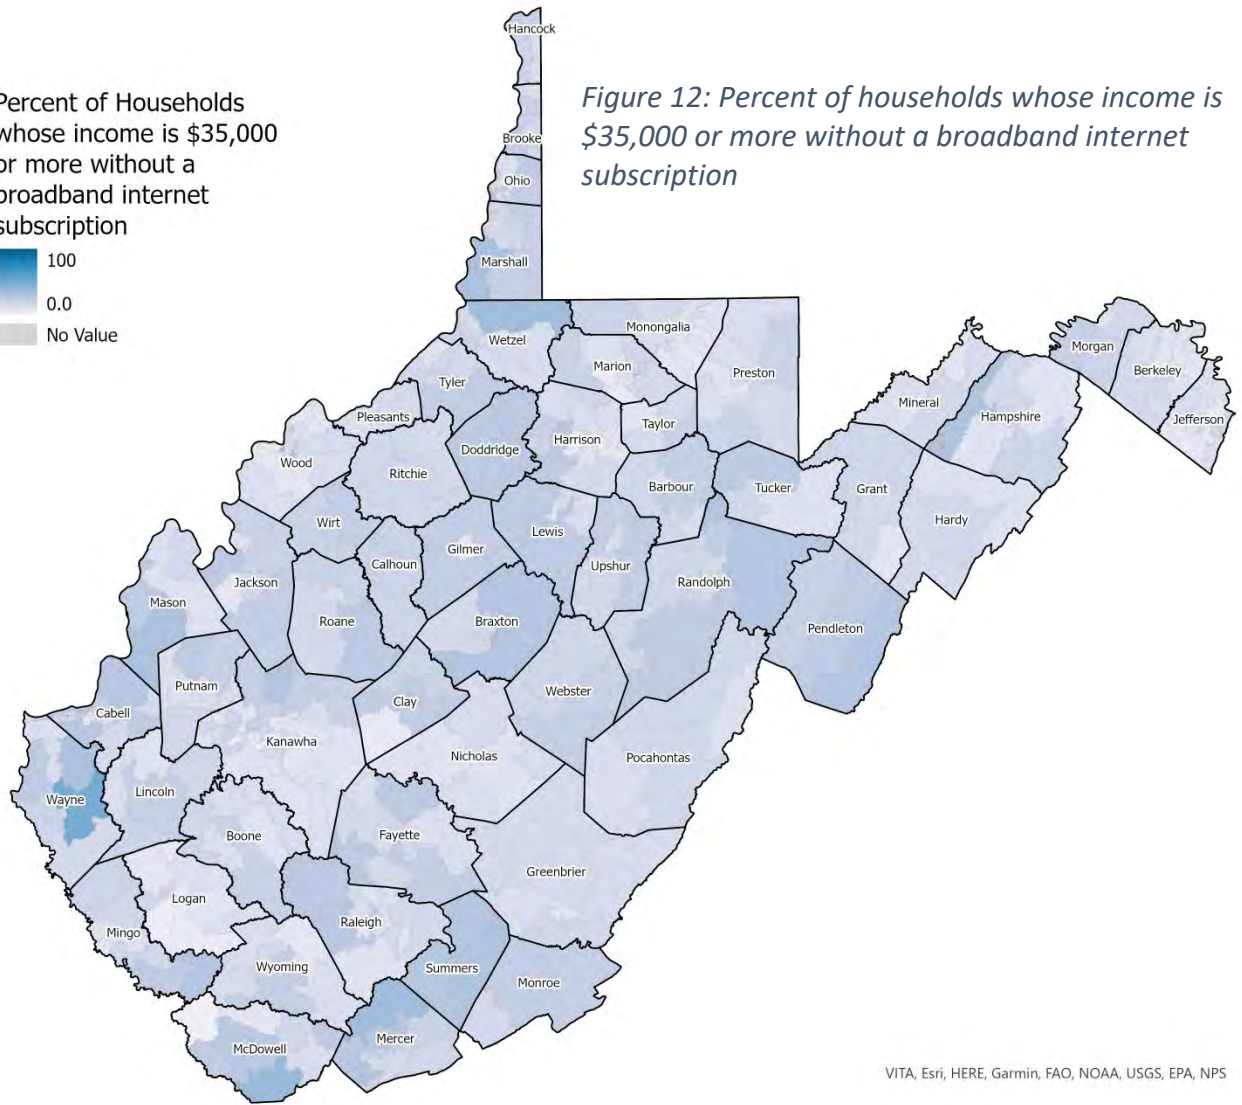 Hancock
Figure 12: Percent of households whose income is
$35,000 or more without a broadband internet
subscription
Percent of Households
whose income is $35,000
or more without a
broadband internet
subscription
100
0.0
No Value
Brooke
Ohio
Marshall
Wetzel
Monongalia
Marion
Preston
Morgan
Berkeley
Jefferson
Tyler
Pleasants
Taylor
Mineral
Hampshire
Wood
Ritchie
Doddridge
Harrison
Barbour
Tucker
Grant
Hardy
Wirt
Lewis
Calhoun
Gilmer
Upshur
Jackson
Randolph
Mason
Roane
Braxton
Pendleton
Putnam
Clay
Webster
Cabell
Kanawha
Nicholas
Pocahontas
Wayne
Lincoln
Boone
Fayette
Greenbrier
Logan
Raleigh
Mingo
Wyoming
Summers
Monroe
Mercer
McDowell
VITA, Esri, HERE, Garmin, FAO, NOAA, USGS, EPA, NPS